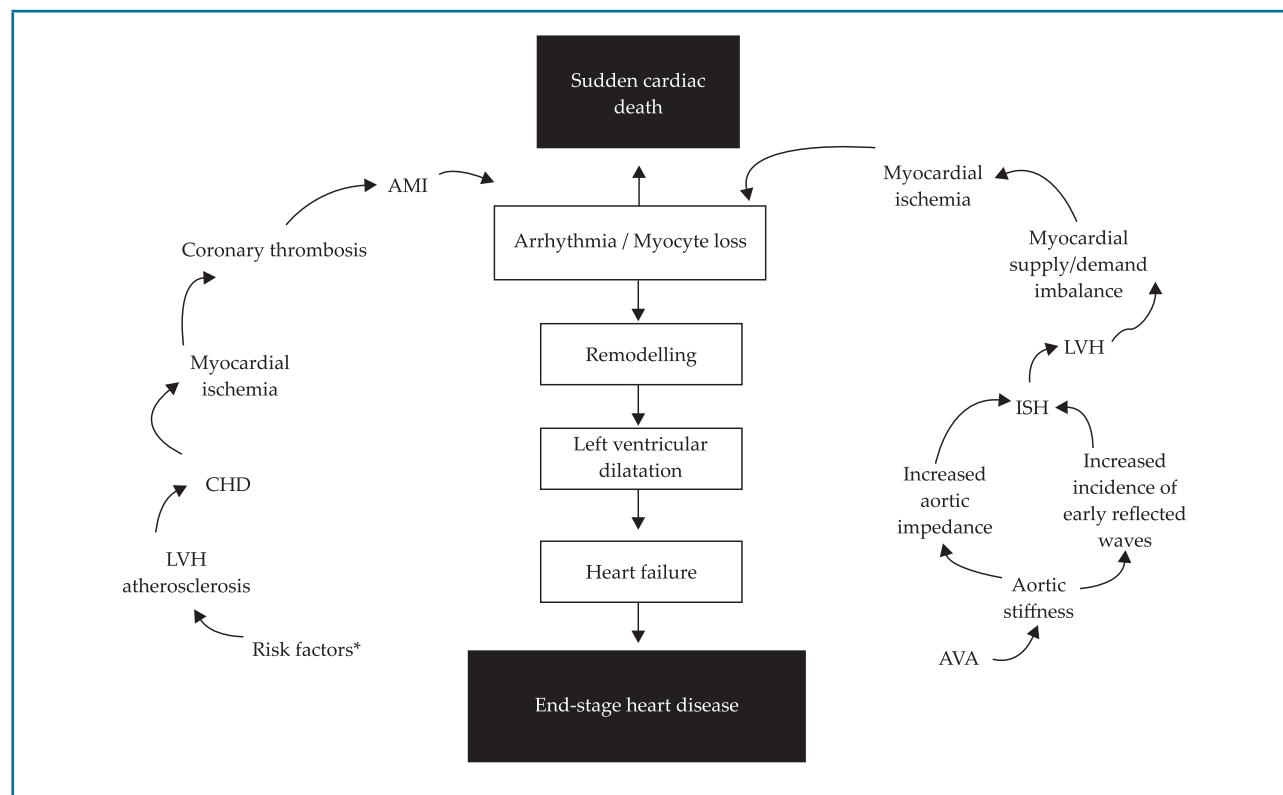 Sudden cardiac
death
AMI
Myocardial
ischemia
Arrhythmia / Myocyte loss
Coronary thrombosis
Myocardial
supply/demand
imbalance
Remodelling
LVH
Myocardial
ischemia
ISH
Left ventricular
dilatation
Increased
aortic
impedance
Increased
incidence of
early reflected
waves
CHD
LVH
atherosclerosis
Heart failure
Aortic
stiffness
Risk factors*
AVA
End-stage heart disease